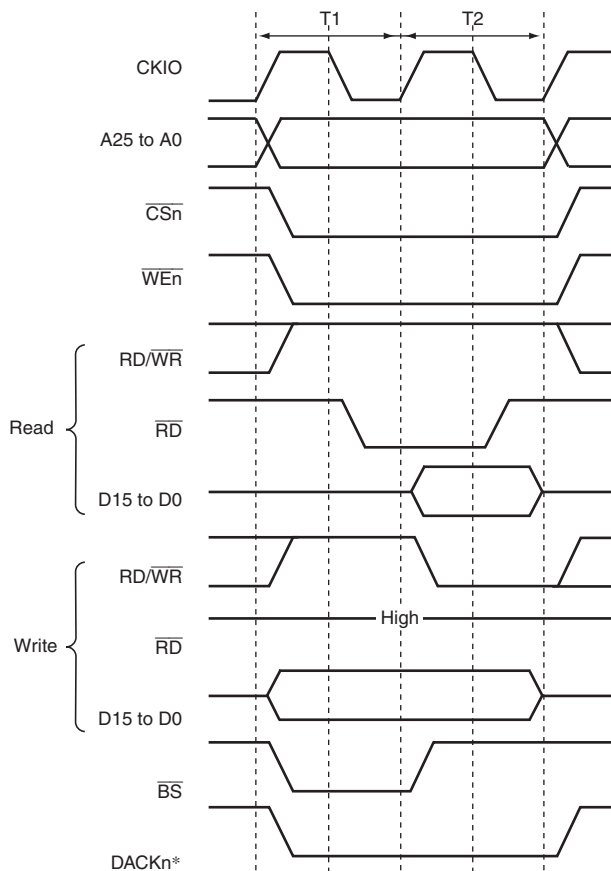 T1 T2
CKIO
A25 to A0
CSn
WEn
RD/WR
Read
RD
D15 to D0
RD/WR
High
Write
RD
D15 to D0
BS
DACKn*